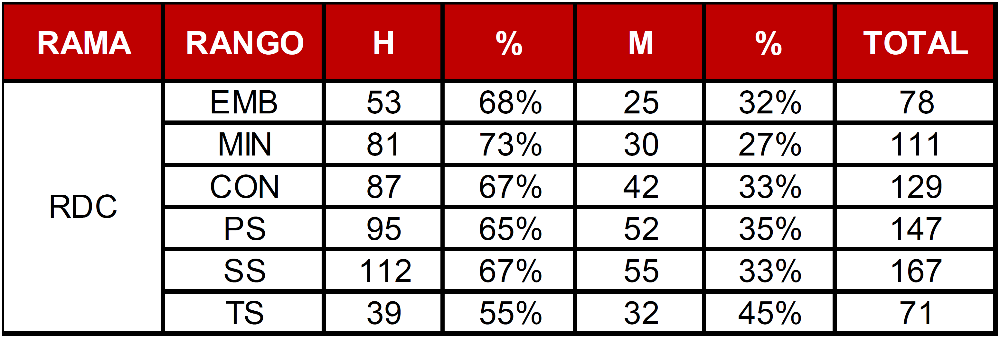 RAMA RANGO H % M % TOTAL
EMB 53 68% 25 32% 78
MIN 81 73% 30 27% 111
CON 87 67% 42 33% 129
RDC
PS 95 65% 52 35% 147
SS 112 67% 55 33% 167
TS 39 55% 32 45% 71